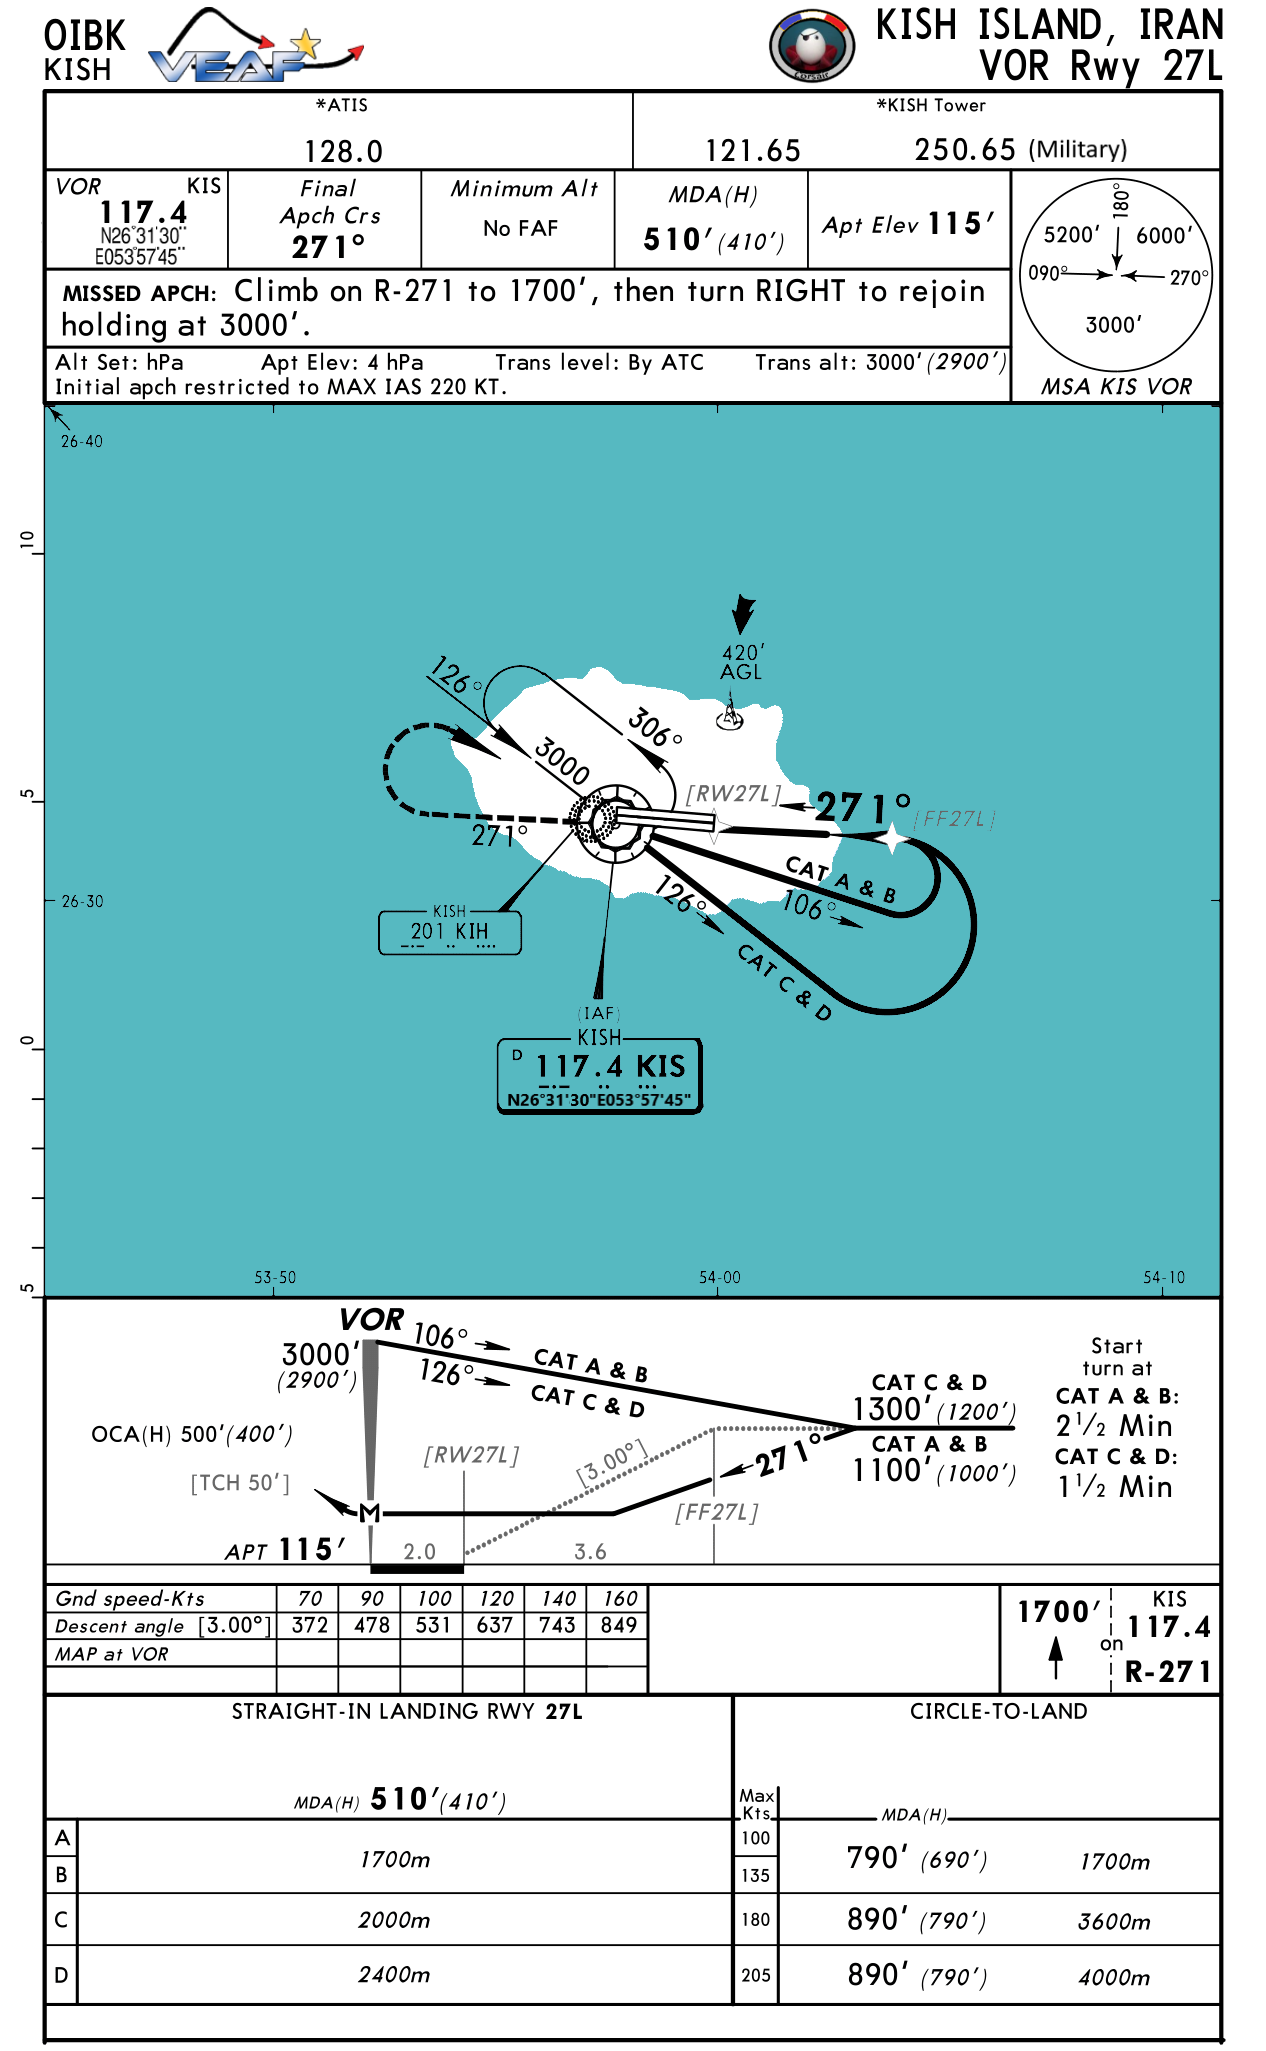 OIBK
KISH
VEAF
Corsair
KISH ISLAND, IRAN
VOR Rwy 27L
*ATIS
128.0
*KISH Tower
121.65 250.65 (Military)
VOR KIS
117.4
N26°31'30"
E053°57'45"
Final
Apch Crs
271°
Minimum Alt
No FAF
MDA(H)
510' (410')
Apt Elev 115'
MISSED APCH: Climb on R-271 to 1700', then turn RIGHT to rejoin
holding at 3000'.
Alt Set: hPa Apt Elev: 4 hPa Trans level: By ATC Trans alt: 3000' (2900')
Initial apch restricted to MAX IAS 220 KT.
180°
5200' 6000'
090° 270°
3000'
MSA KIS VOR
26-40
10
420'
AGL
126°
306°
3000
5
[RW27L]
271°
[FF27L]
271°
CAT A & B
106°
126°
CAT C & D
26-30
KISH
201 KIH
(IAF)
KISH
D 117.4 KIS
N26°31'30"E053°57'45"
0
5
53-50
54-00
54-10
VOR
3000'
(2900')
106°
CAT A & B
126°
CAT C & D
CAT C & D
1300' (1200')
CAT A & B
1100' (1000')
Start
turn at
CAT A & B:
2 1/2 Min
CAT C & D:
1 1/2 Min
OCA(H) 500' (400')
[RW27L]
[3.00°]
271°
[TCH 50']
[FF27L]
M
APT 115'
2.0
3.6
Gnd speed-Kts 70 90 100 120 140 160
Descent angle [3.00°] 372 478 531 637 743 849
MAP at VOR
1700'
on
KIS
117.4
R-271
STRAIGHT-IN LANDING RWY 27L
MDA(H) 510' (410')
CIRCLE-TO-LAND
Max
Kts
MDA(H)
A
B
1700m
100
135
790' (690') 1700m
C 2000m 180 890' (790') 3600m
D 2400m 205 890' (790') 4000m